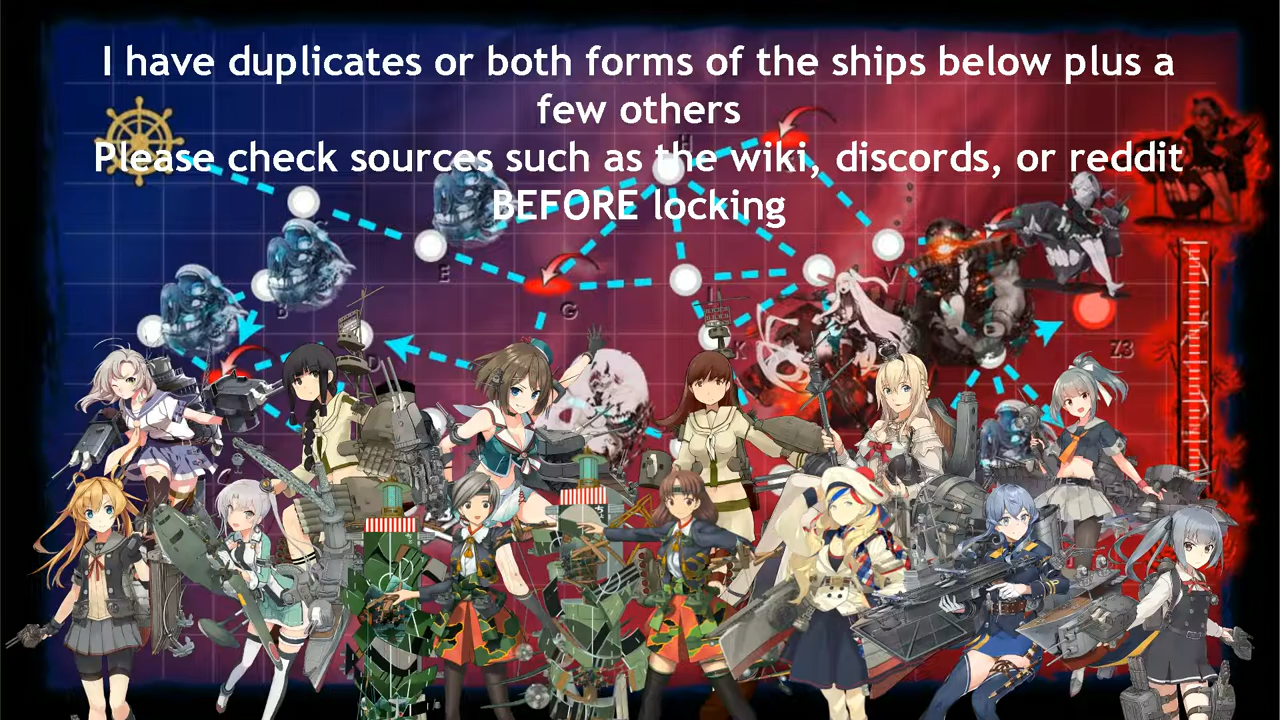 I have duplicates or both forms of the ships below plus a
few others
Please check sources such as the wiki, discords, or reddit
BEFORE locking
H
E
V
G
I
D
K
Z3